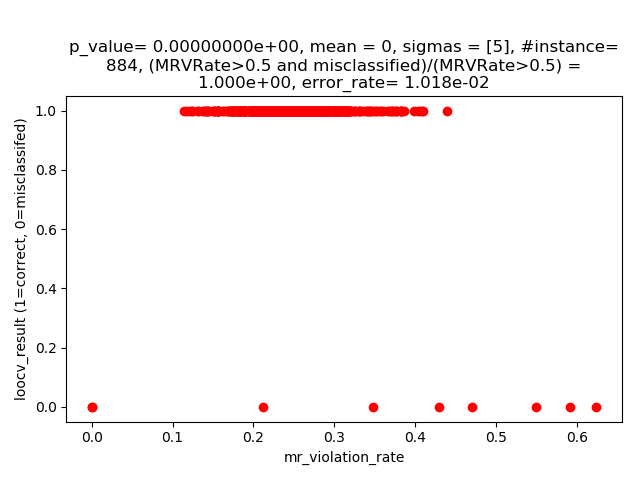 p_value= 0.00000000e+00, mean = 0, sigmas = [5], #instance=
884, (MRVRate>0.5 and misclassified)/(MRVRate>0.5) =
1.000e+00, error_rate= 1.018e-02
1.0
0.8
0.6
0.4
0.2
0.0
loocv_result (1=correct, 0=misclassifed)
0.0 0.1 0.2 0.3 0.4 0.5 0.6
mr_violation_rate